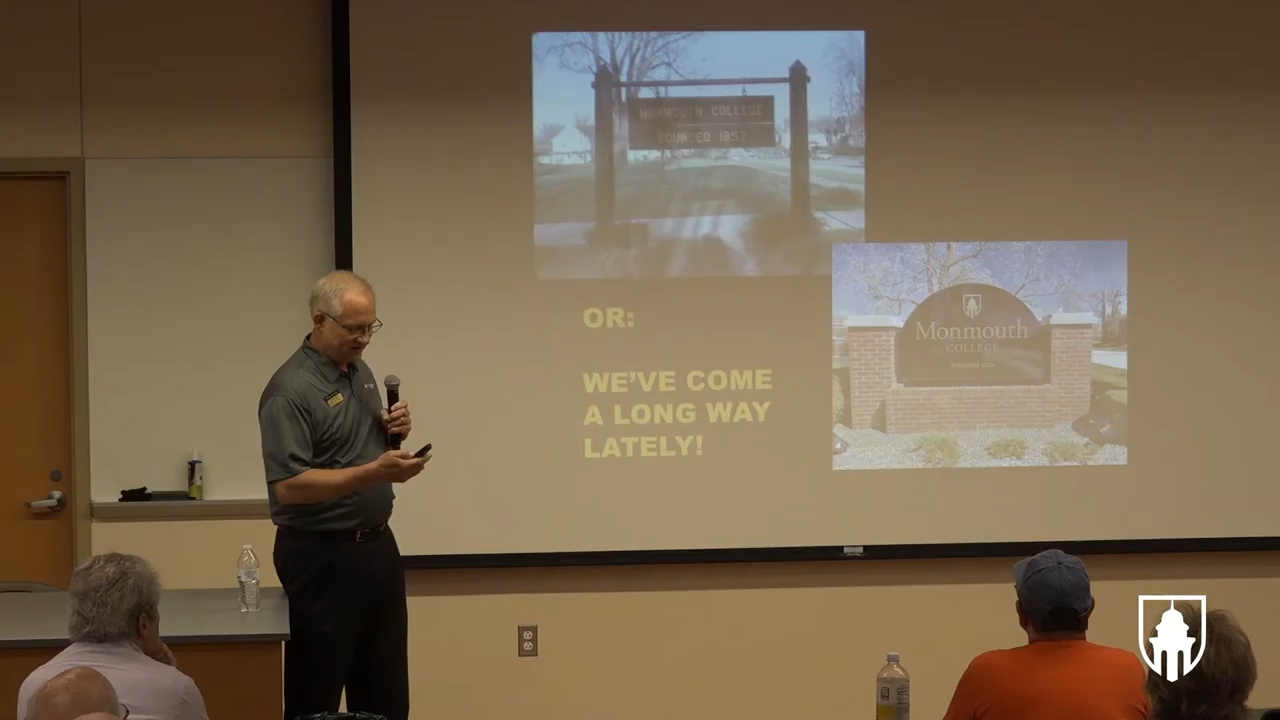 MONMOUTH COLLEGE
FOUNDED 1853
OR:
WE'VE COME
A LONG WAY
LATELY!
Monmouth
COLLEGE